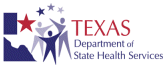 TEXAS
Department of
State Health Services